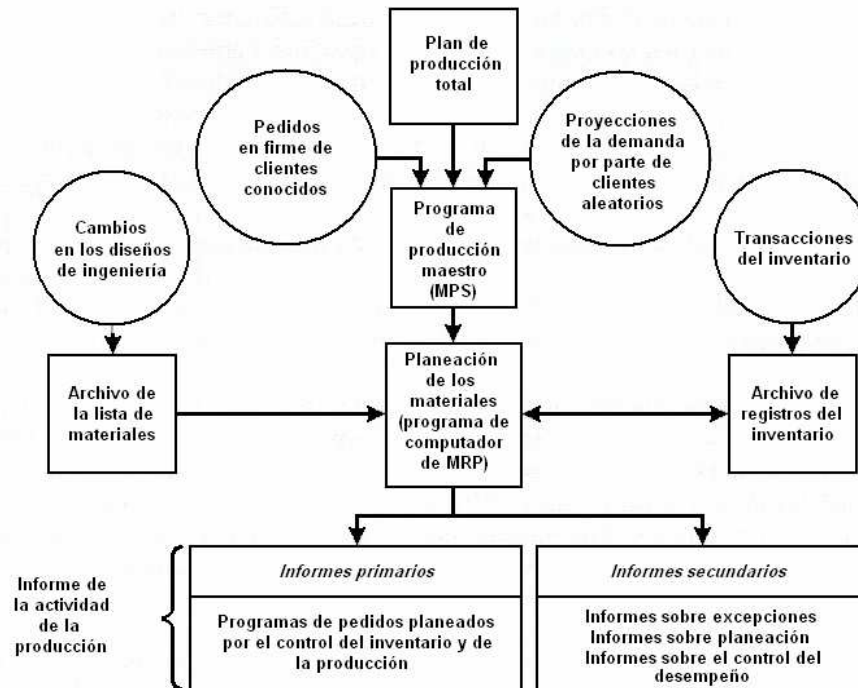 Plan de
producción
total
Pedidos
en firme de
clientes
conocidos
Proyecciones
de la demanda
por parte de
clientes
aleatorios
Cambios
en los diseños
de ingeniería
Programa
de
producción
maestro
(MPS)
Transacciones
del inventario
Archivo de
la lista de
materiales
Planeación
de los
materiales
(programa de
computador
de MRP)
Archivo de
registros del
inventario
Informe de
la actividad
de la
producción
Informes primarios
Programas de pedidos planeados
por el control del inventario y de
la producción
Informes secundarios
Informes sobre excepciones
Informes sobre planeación
Informes sobre el control del
desempeño